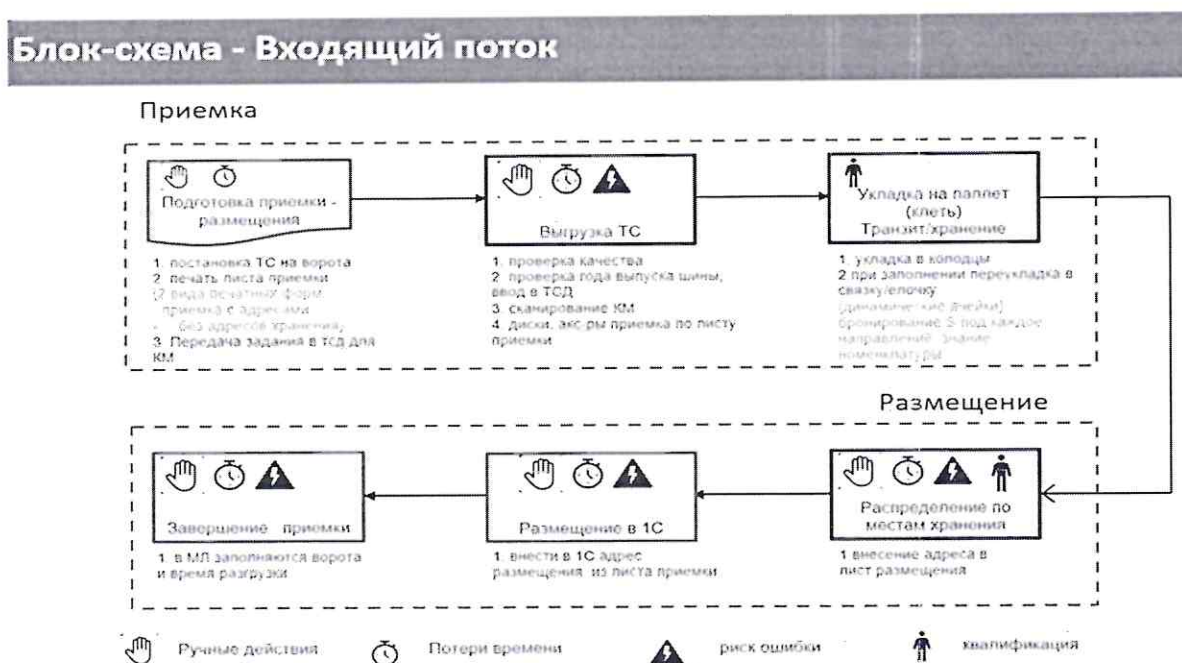 Блок-схема - Входящий поток
Приемка
Подготовка приемки -
размещения
1. постановка ТС на ворота
2. печать листа приемки
(2 вида печатных форм
приемка с адресами
- без адресов хранения)
3. Передача задания в тсд для
КМ
Выгрузка ТС
1. проверка качества
2. проверка года выпуска шины,
ввод в ТСД
3. сканирование КМ
4. диски, акс-ры приемка по листу
приемки
Укладка на паллет
(клеть)
Транзит/хранение
1. укладка в колодцы
2 при заполнении переукладка в
связку/елочку
(динамические ячейки)
бронирование S под каждое
направление знание
номенклатуры
Размещение
Завершение приемки
1. в МЛ заполняются ворота
и время разгрузки
Размещение в 1С
1. внести в 1С адрес
размещения из листа приемки
Распределение по
местам хранения
1 внесение адреса в
лист размещения
Ручные действия
Потери времени
риск ошибки
квалификация